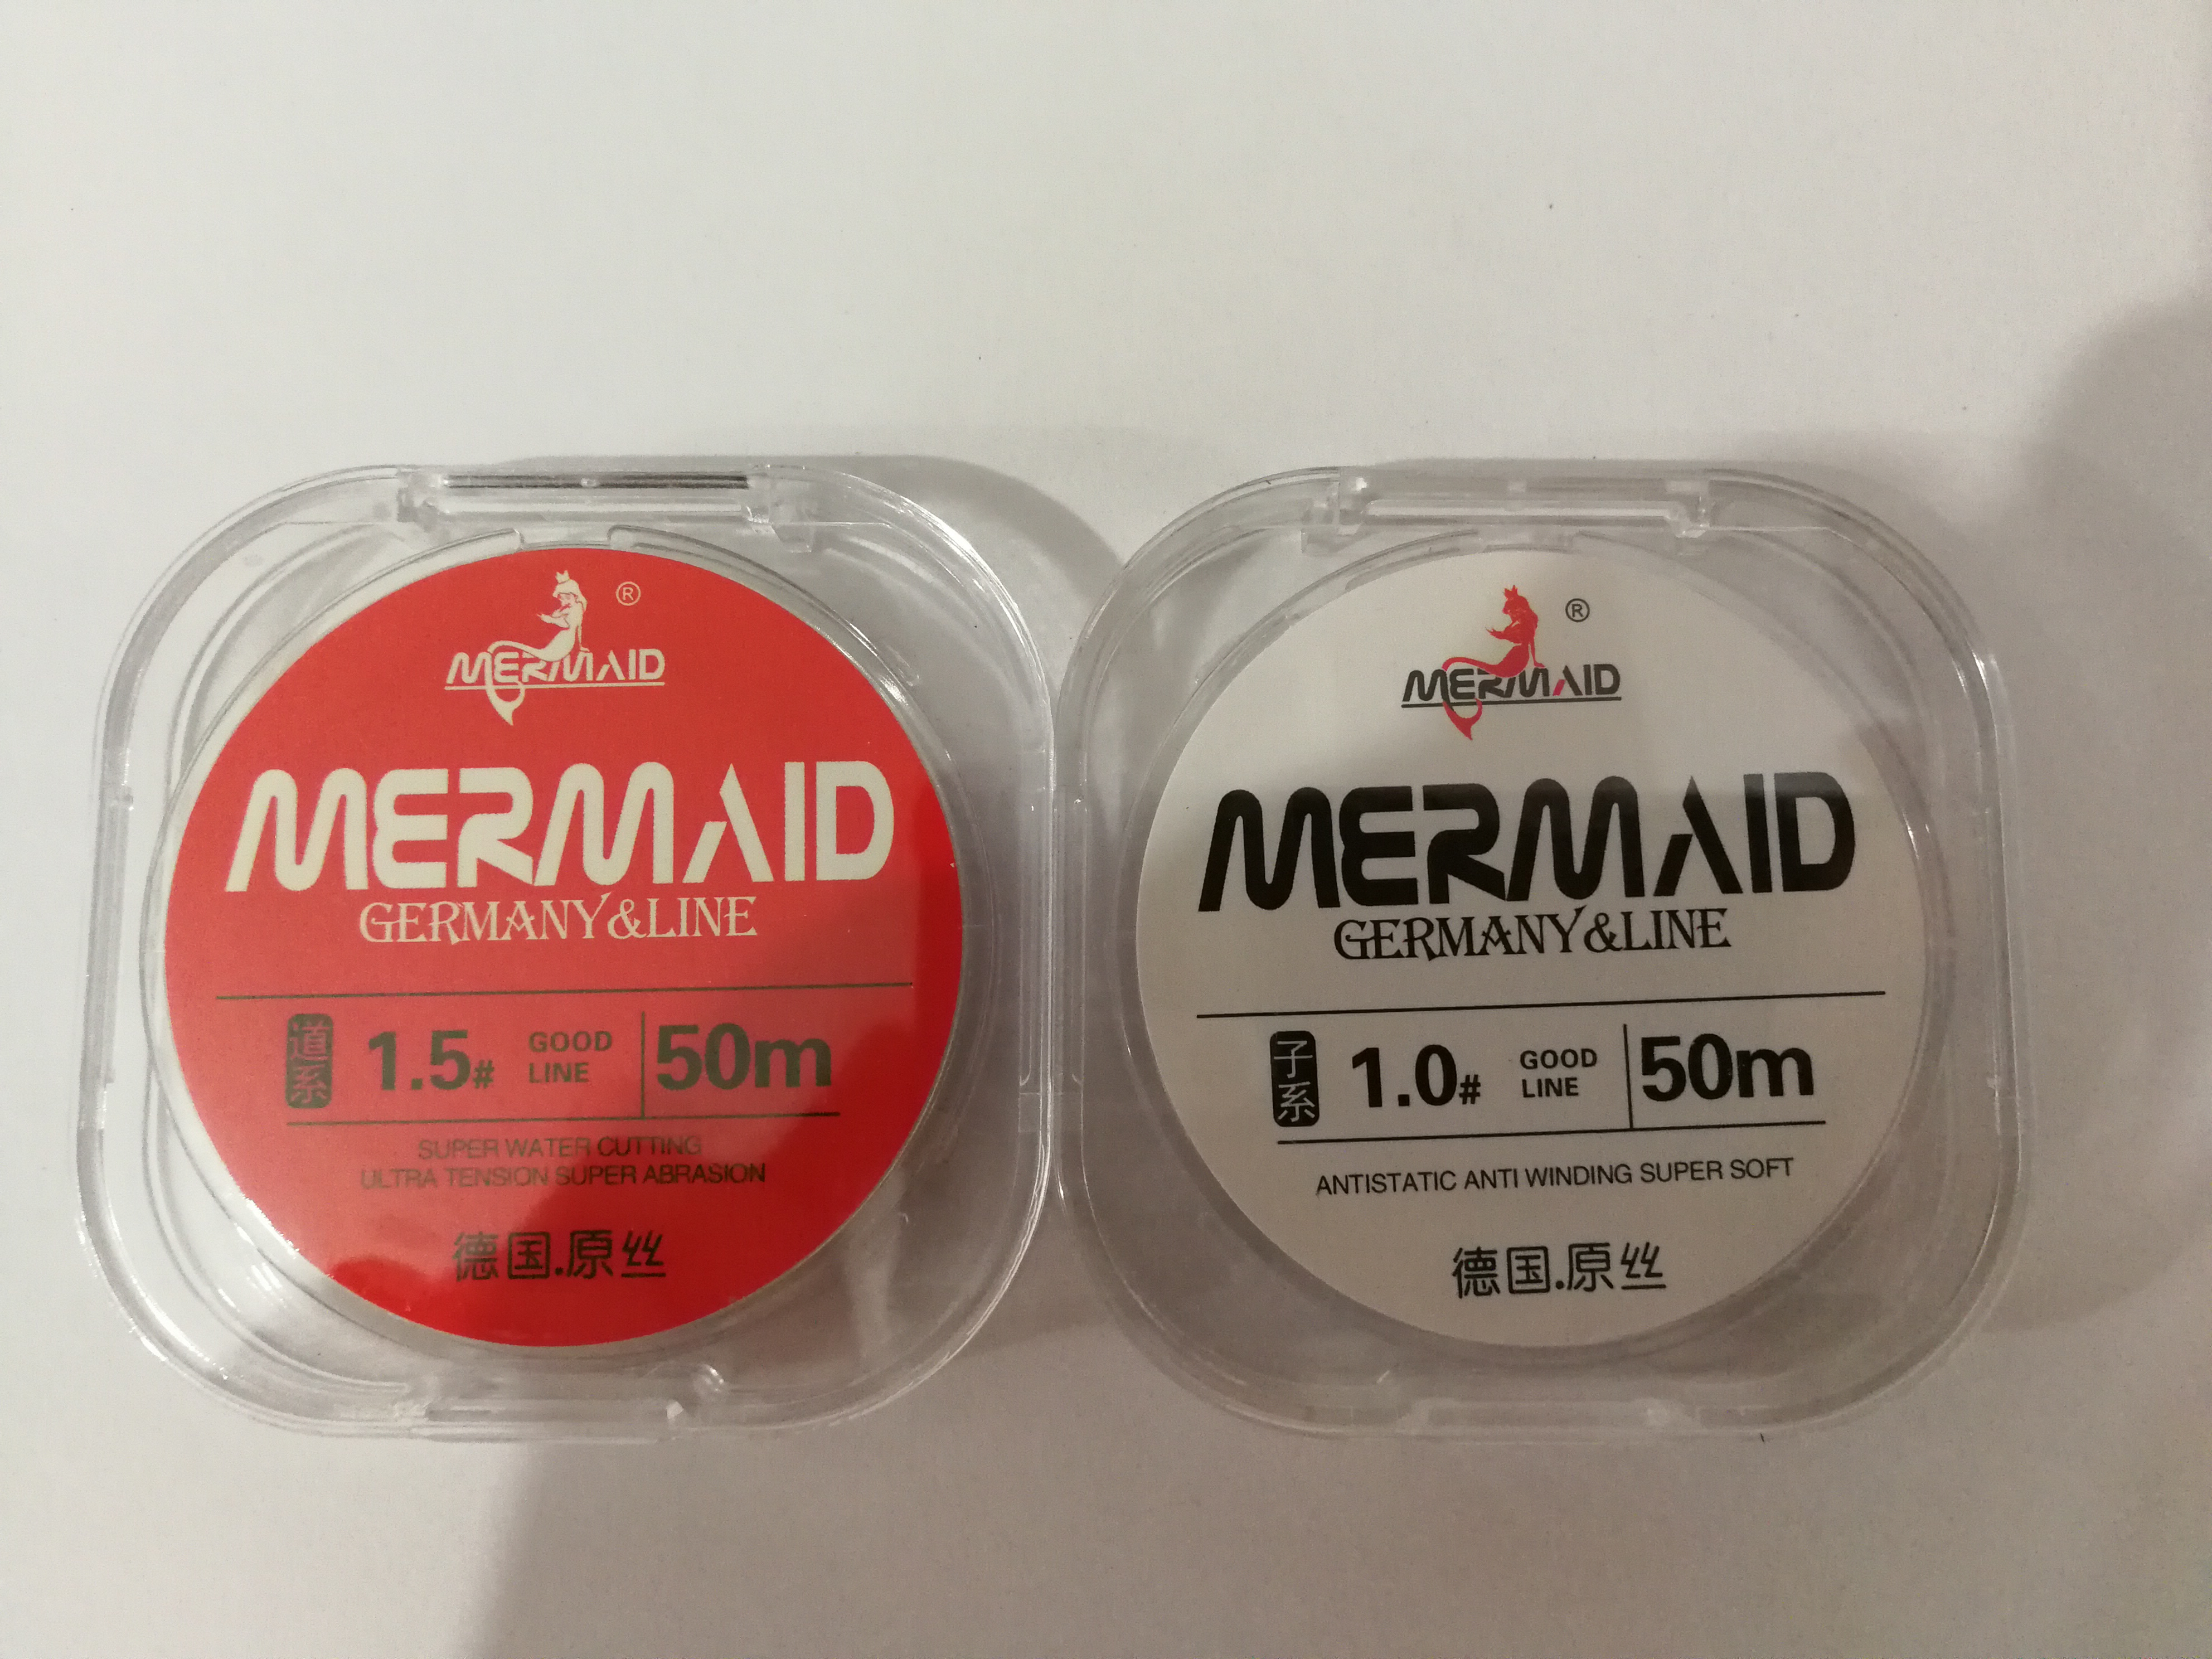 ®
MERMAID
MERMAID
GERMANY&LINE
道系
1.5# GOOD LINE 50m
SUPER WATER CUTTING
ULTRA TENSION SUPER ABRASION
德国.原丝
®
MERMAID
MERMAID
GERMANY&LINE
子系
1.0# GOOD LINE 50m
ANTISTATIC ANTI WINDING SUPER SOFT
德国.原丝